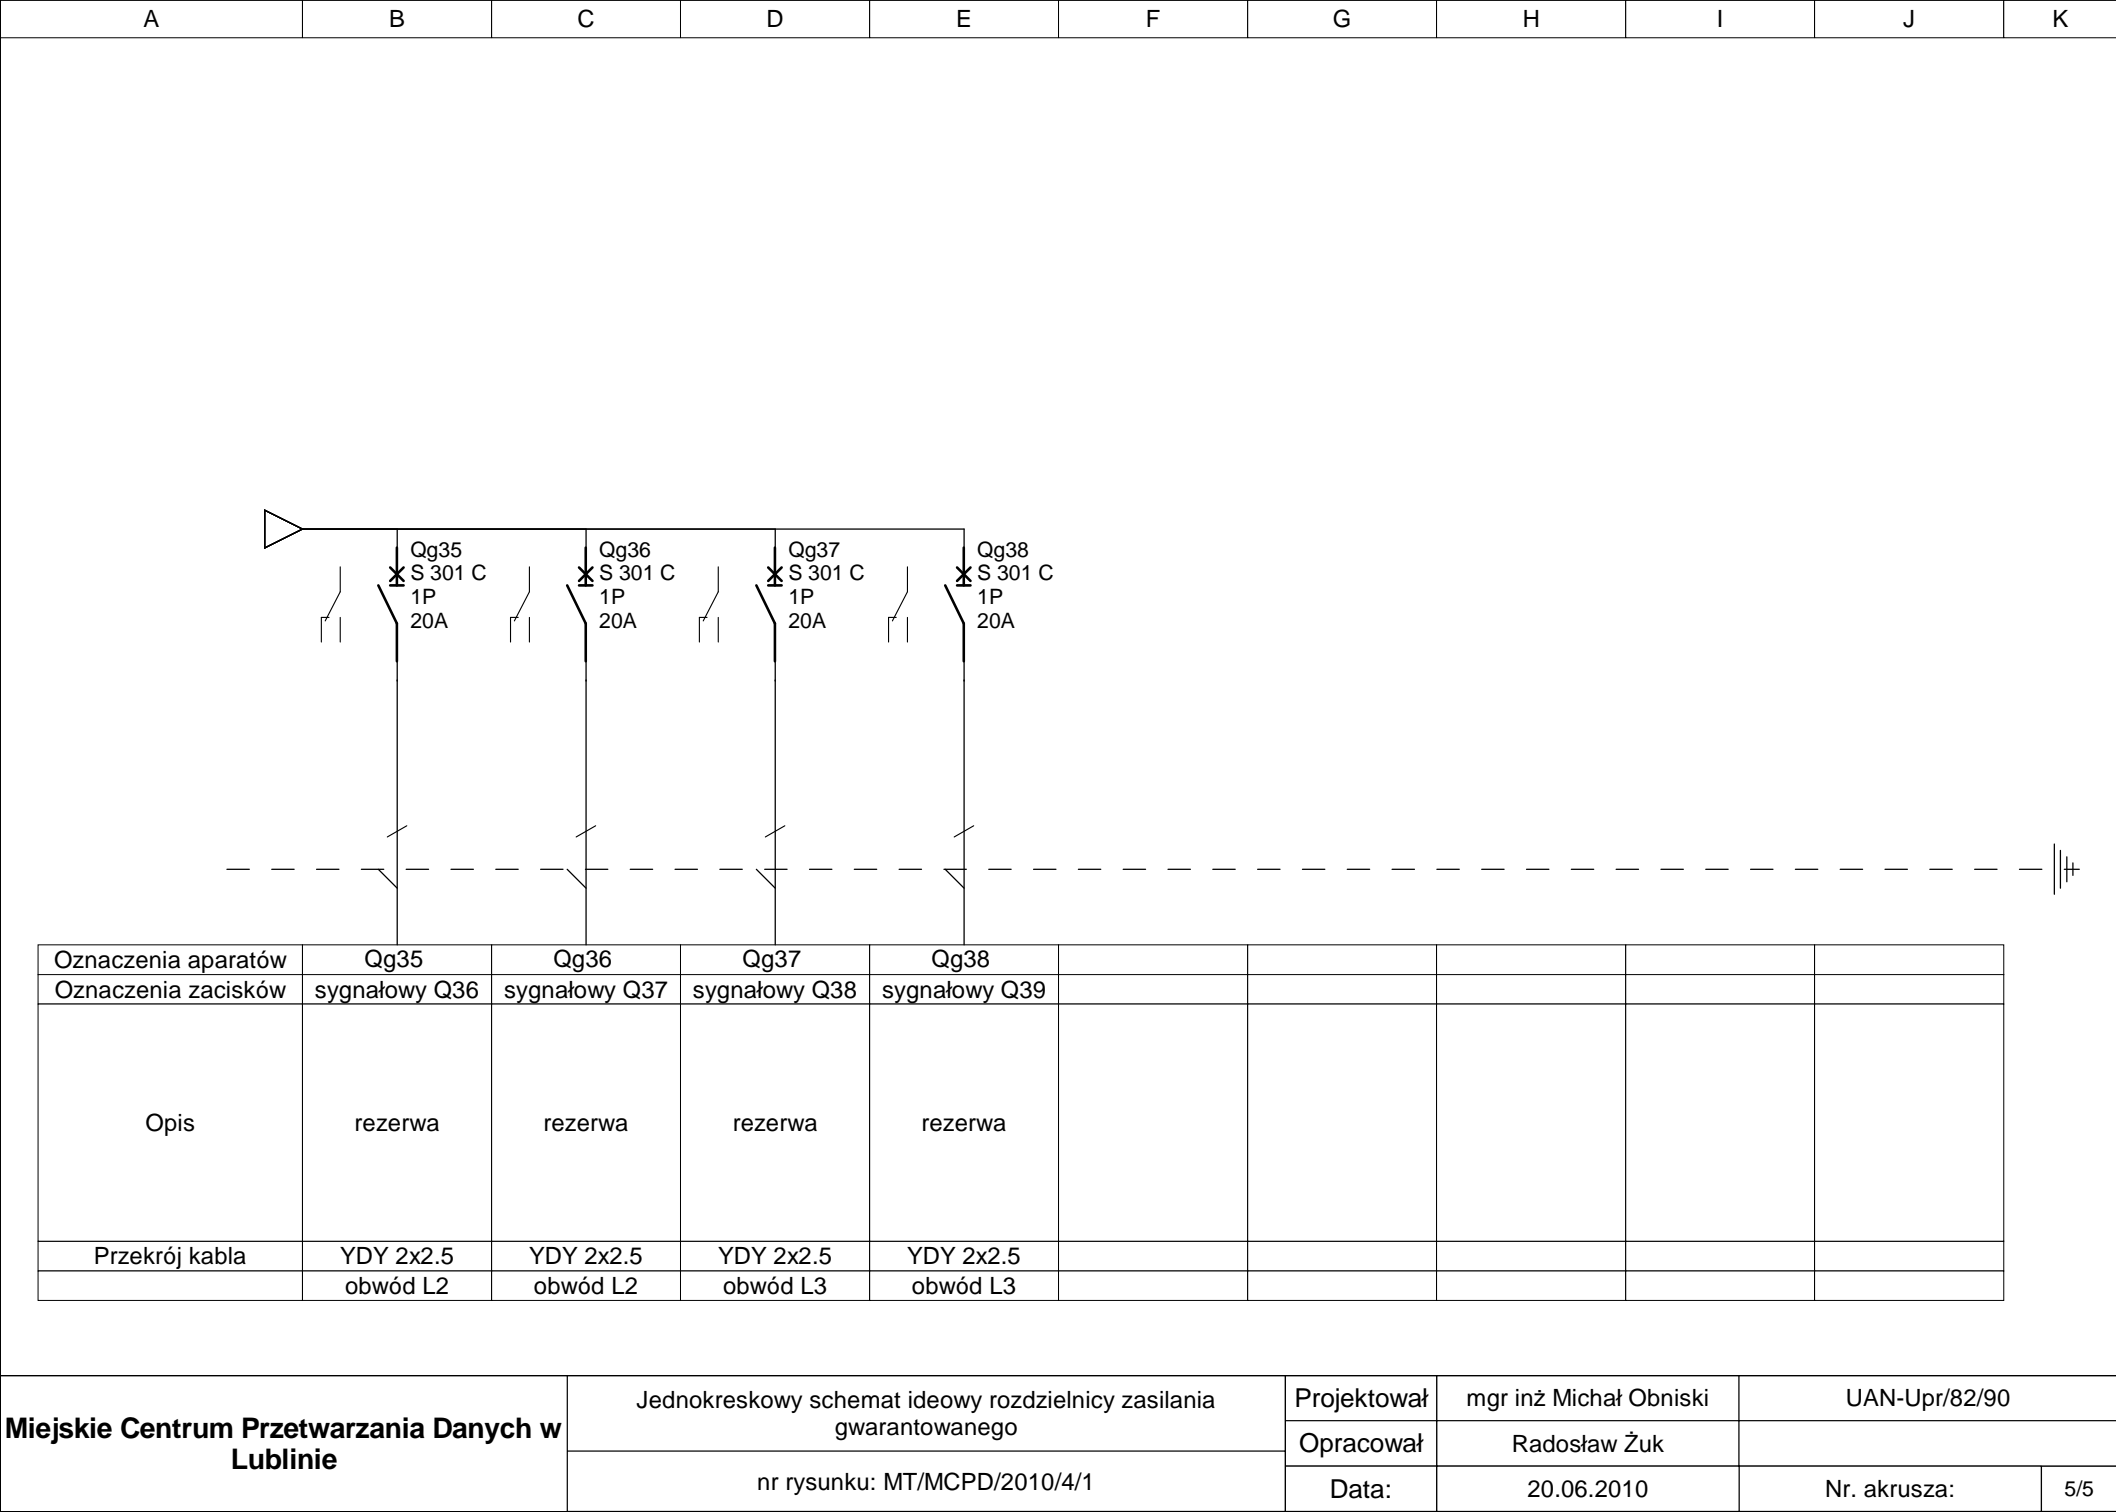 A B C D E F G H I J K
Qg35 Qg36 Qg37 Qg38
S 301 C S 301 C S 301 C S 301 C
1P 1P 1P 1P
20A 20A 20A 20A
Oznaczenia aparatów Qg35 Qg36 Qg37 Qg38
Oznaczenia zacisków sygnałowy Q36 sygnałowy Q37 sygnałowy Q38 sygnałowy Q39
Opis rezerwa rezerwa rezerwa rezerwa
Przekrój kabla YDY 2x2.5 YDY 2x2.5 YDY 2x2.5 YDY 2x2.5
obwód L2 obwód L2 obwód L3 obwód L3
Miejskie Centrum Przetwarzania Danych w
Lublinie
Jednokreskowy schemat ideowy rozdzielnicy zasilania
gwarantowanego
nr rysunku: MT/MCPD/2010/4/1
Projektował mgr inż Michał Obniski UAN-Upr/82/90
Opracował Radosław Żuk
Data: 20.06.2010 Nr. akrusza: 5/5